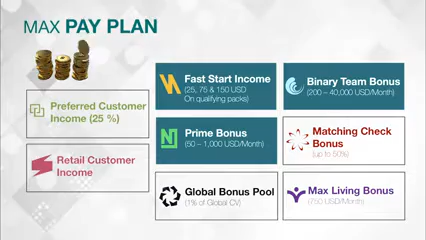 MAX PAY PLAN
Preferred Customer
Income (25 %)
Retail Customer
Income
Fast Start Income
(25, 75 & 150 USD
On qualifying packs)
Prime Bonus
(50 – 1,000 USD/Month)
Global Bonus Pool
(1% of Global CV)
Binary Team Bonus
(200 – 40,000 USD/Month)
Matching Check
Bonus
(up to 50%)
Max Living Bonus
(750 USD/Month)